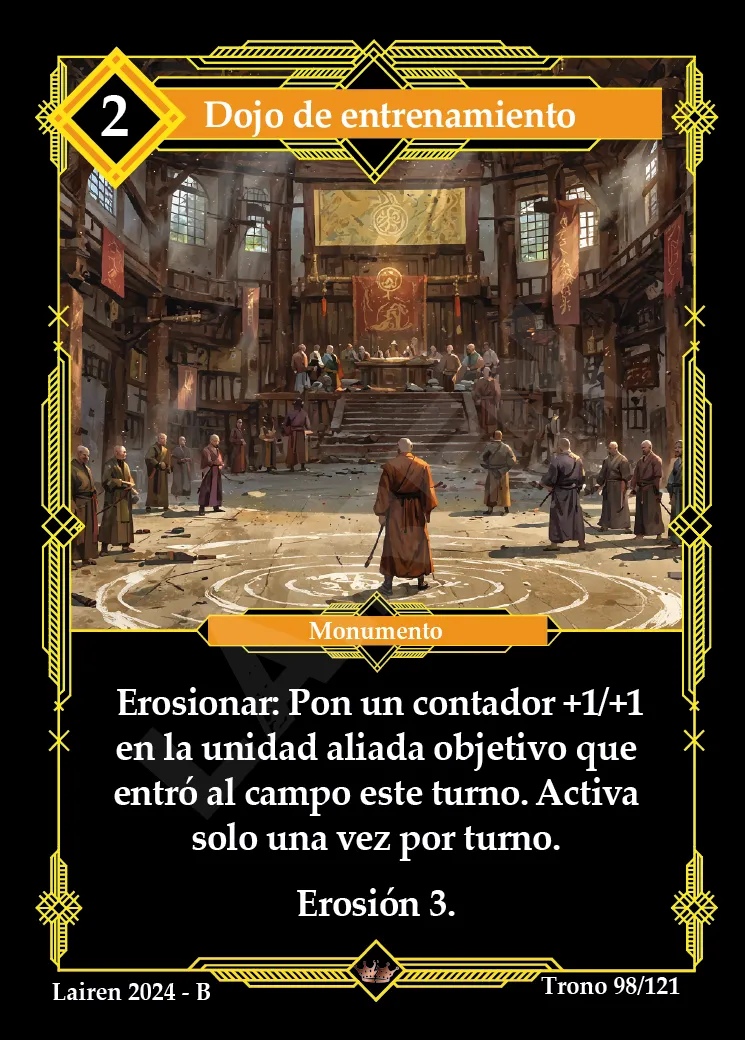 2
Dojo de entrenamiento
Monumento
Erosionar: Pon un contador +1/+1
en la unidad aliada objetivo que
entró al campo este turno. Activa
solo una vez por turno.
Erosión 3.
Lairen 2024 - B
Trono 98/121